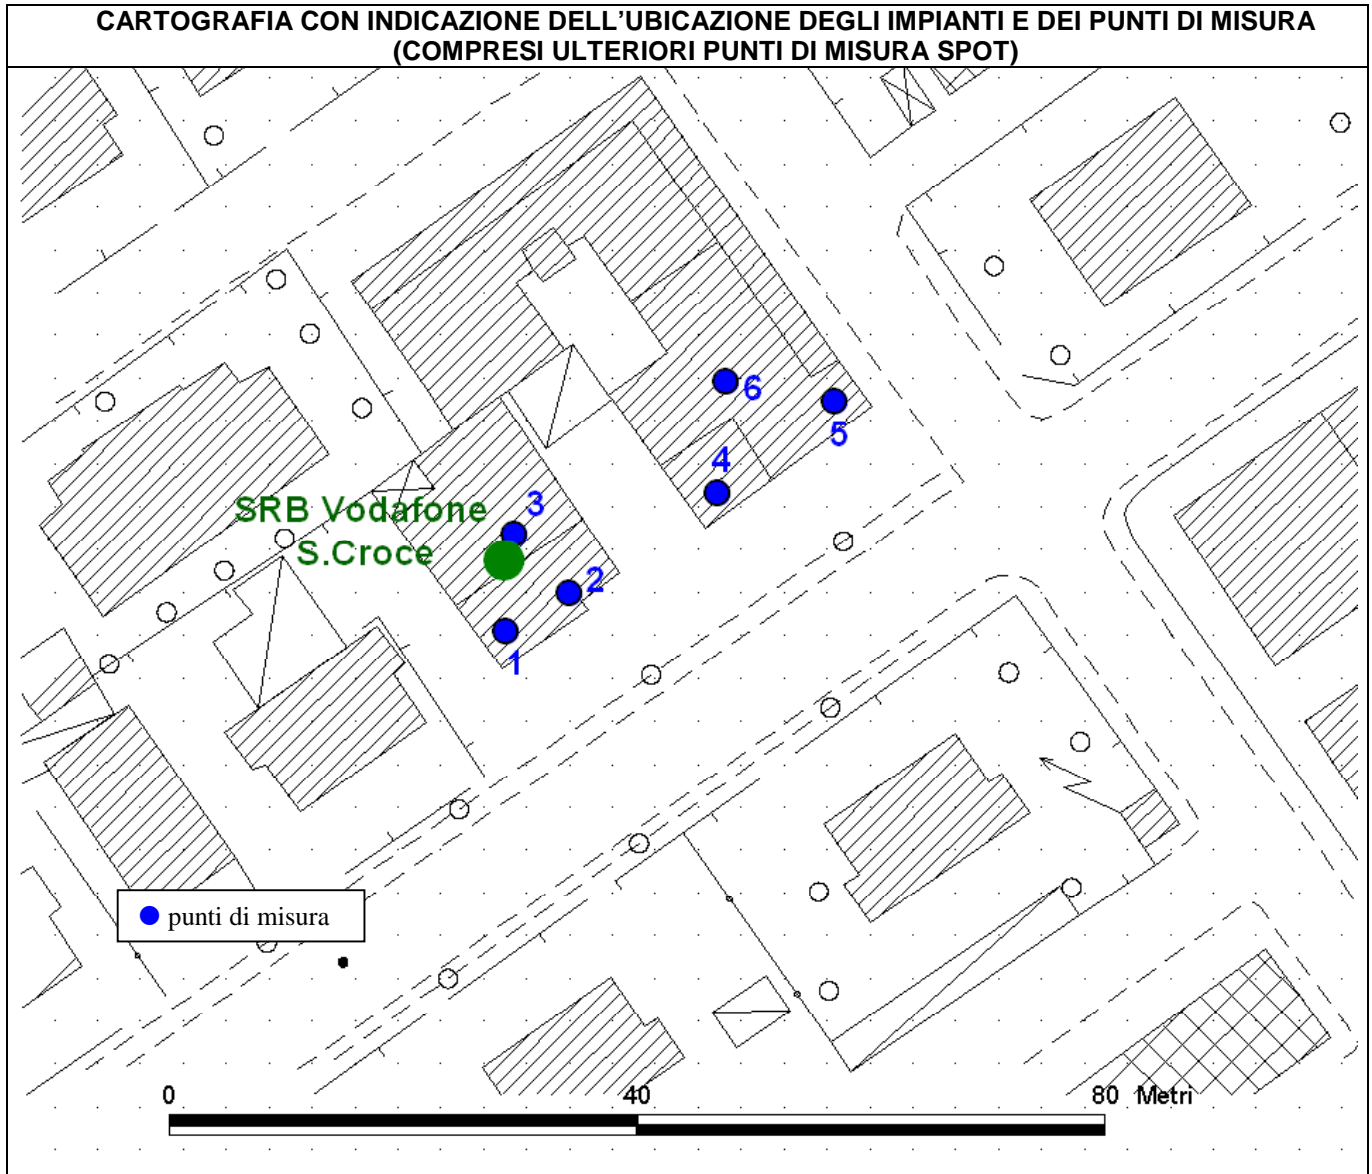 CARTOGRAFIA CON INDICAZIONE DELL'UBICAZIONE DEGLI IMPIANTI E DEI PUNTI DI MISURA
(COMPRESI ULTERIORI PUNTI DI MISURA SPOT)
6
5
4
3
SRB Vodafone
S.Croce
2
1
punti di misura
0 40 80 Metri